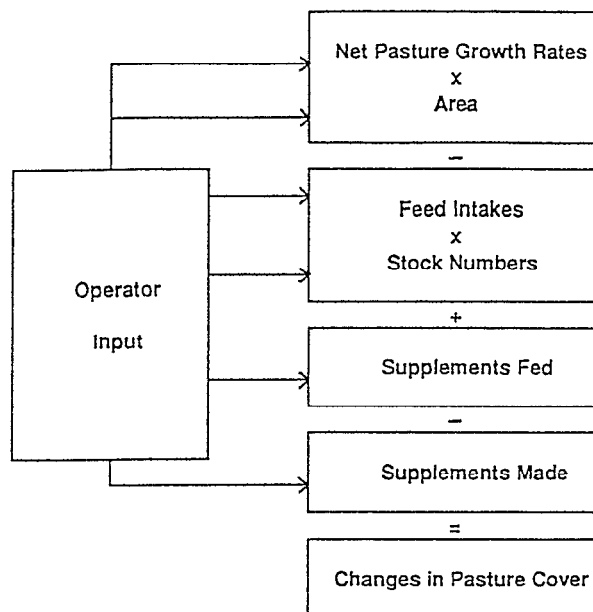 Net Pasture Growth Rates
x
Area
–
Operator
Input
Feed Intakes
x
Stock Numbers
+
Supplements Fed
–
Supplements Made
=
Changes in Pasture Cover